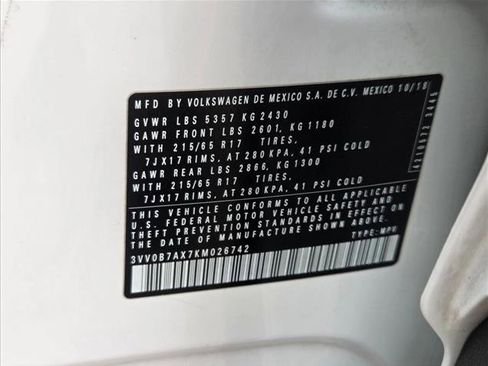 MFD BY VOLKSWAGEN DE MEXICO S.A. DE C.V. MEXICO 10/18
GVWR LBS 5357 KG 2430
GAWR FRONT LBS 2601, KG 1180
WITH 215/65 R17 TIRES.
7JX17 RIMS, AT 280 KPA, 41 PSI COLD
GAWR REAR LBS 2866, KG 1300
WITH 215/65 R17 TIRES.
7JX17 RIMS, AT 280 KPA, 41 PSI COLD
THIS VEHICLE CONFORMS TO ALL APPLICABLE
U.S. FEDERAL MOTOR VEHICLE SAFETY AND
THEFT PREVENTION STANDARDS IN EFFECT ON
THE DATE OF MANUFACTURE SHOWN ABOVE.
3VV0B7AX7KM026742 TYPE: MPV
3445